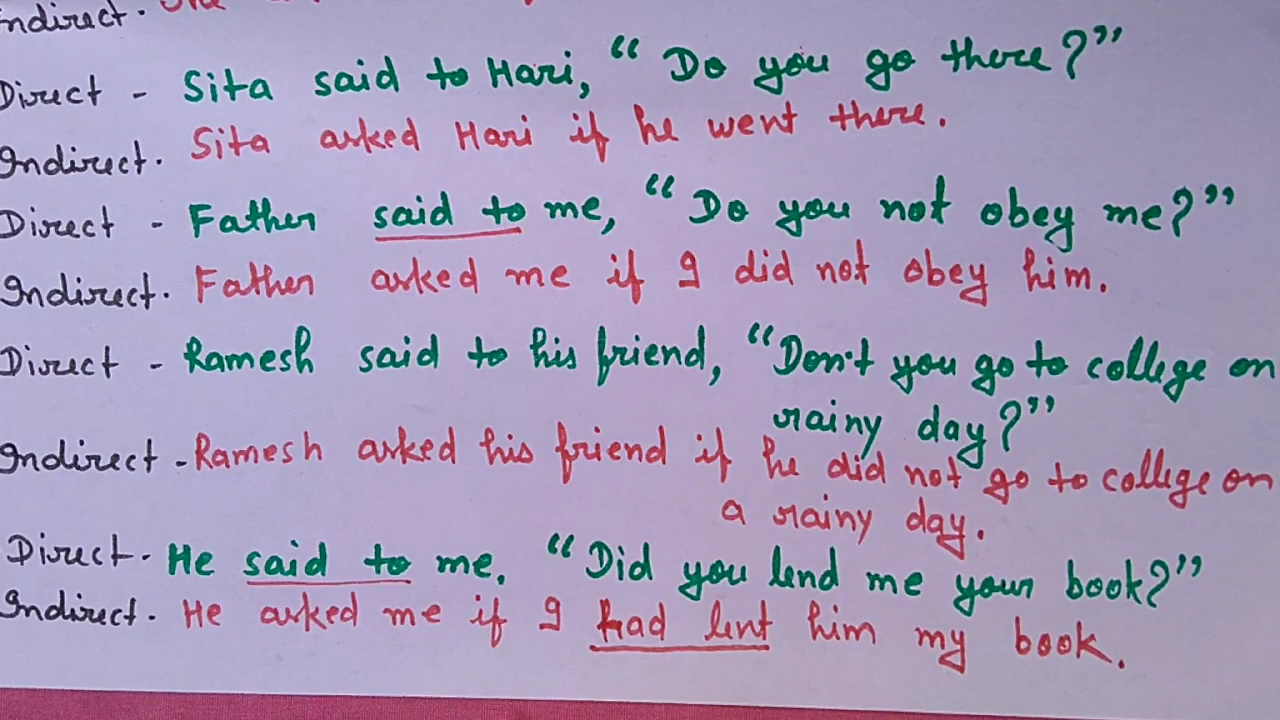 Indirect.
Direct - Sita said to Hari, "Do you go there?"
Indirect. Sita asked Hari if he went there.
Direct - Father said to me, "Do you not obey me?"
Indirect. Father asked me if I did not obey him.
Direct - Ramesh said to his friend, "Don't you go to college on
rainy day?"
Indirect - Ramesh asked his friend if he did not go to college on
a rainy day.
Direct. He said to me, "Did you lend me your book?"
Indirect. He asked me if I had lent him my book.